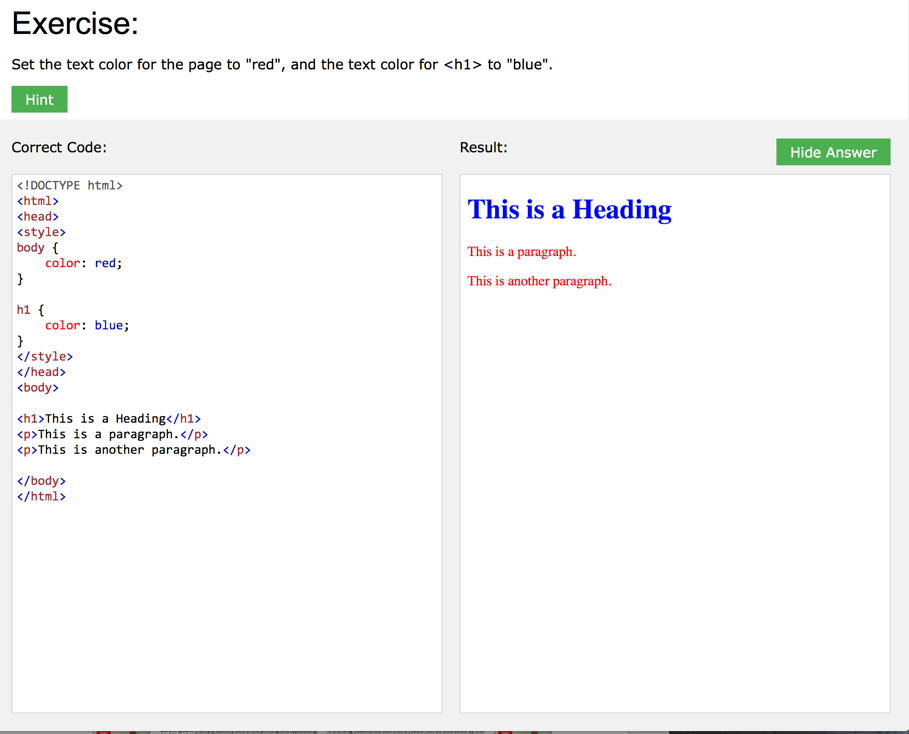 Exercise:
Set the text color for the page to "red", and the text color for <h1> to "blue".
Hint
Correct Code:
Result:
Hide Answer
<!DOCTYPE html>
<html>
<head>
<style>
body {
    color: red;
}

h1 {
    color: blue;
}
</style>
</head>
<body>

<h1>This is a Heading</h1>
<p>This is a paragraph.</p>
<p>This is another paragraph.</p>

</body>
</html>
This is a Heading
This is a paragraph.
This is another paragraph.